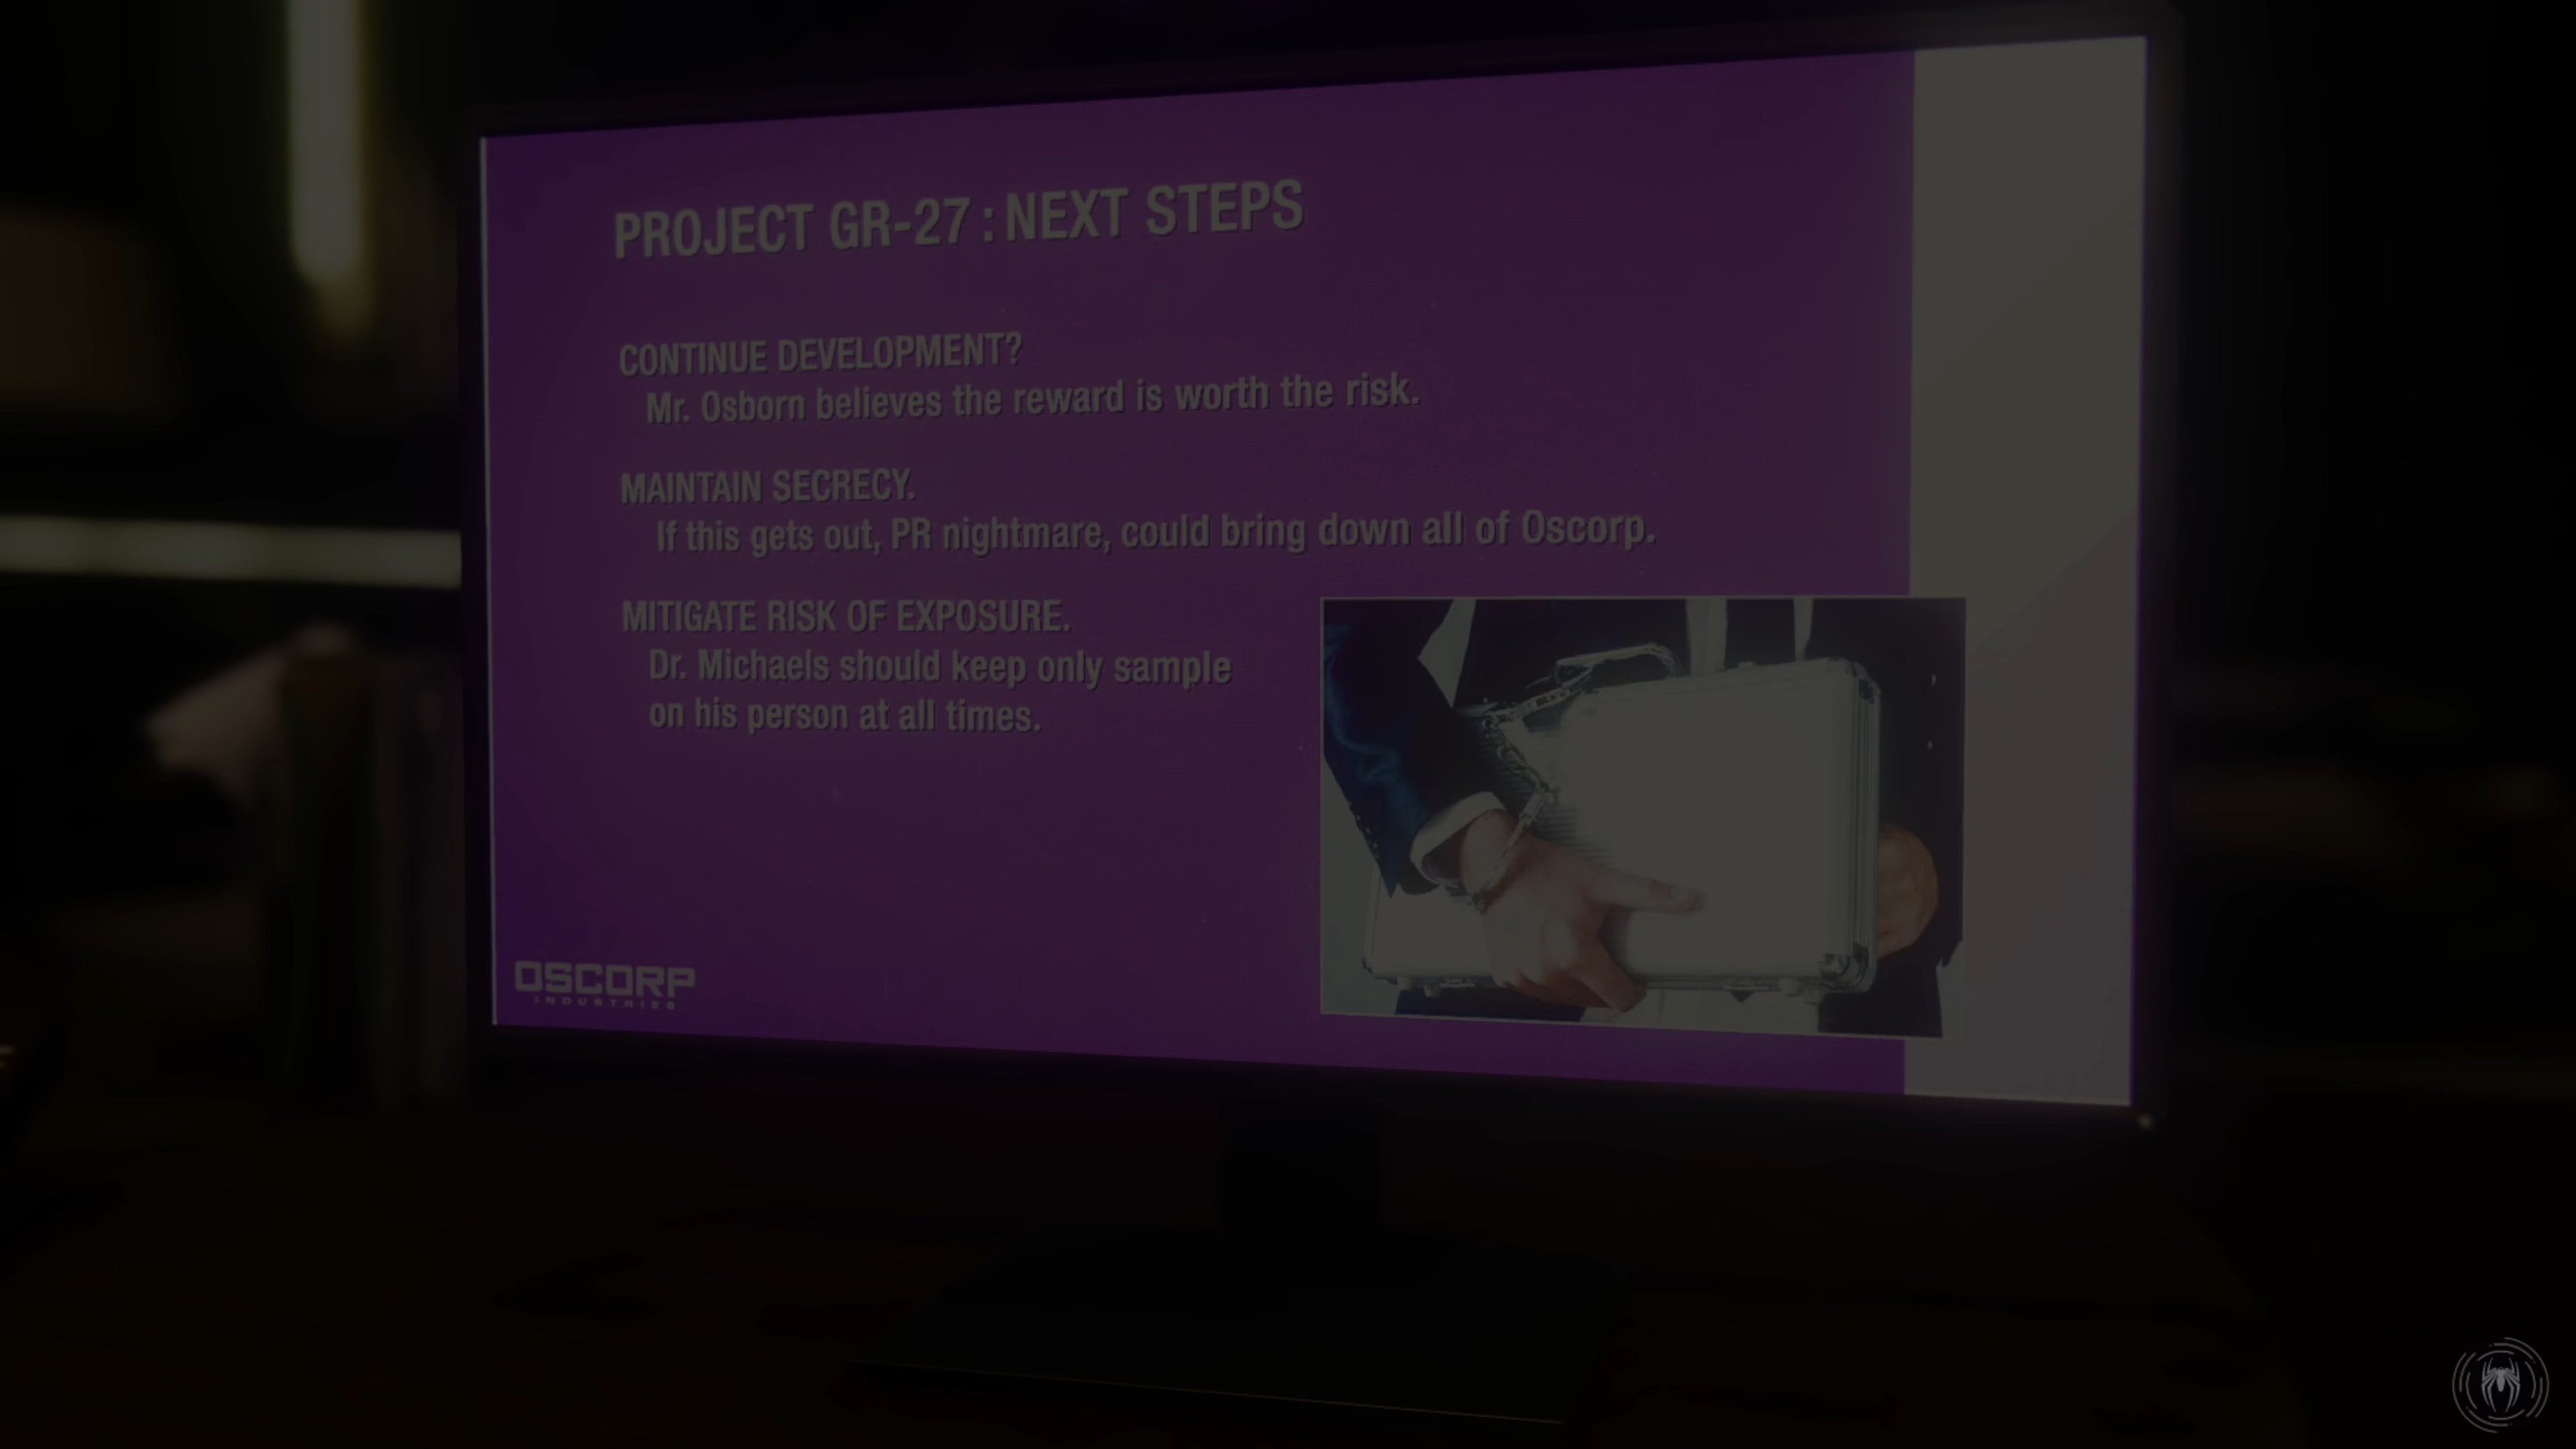 PROJECT GR-27 : NEXT STEPS
CONTINUE DEVELOPMENT?
Mr. Osborn believes the reward is worth the risk.
MAINTAIN SECRECY.
If this gets out, PR nightmare, could bring down all of Oscorp.
MITIGATE RISK OF EXPOSURE.
Dr. Michaels should keep only sample
on his person at all times.
OSCORP
INDUSTRIES